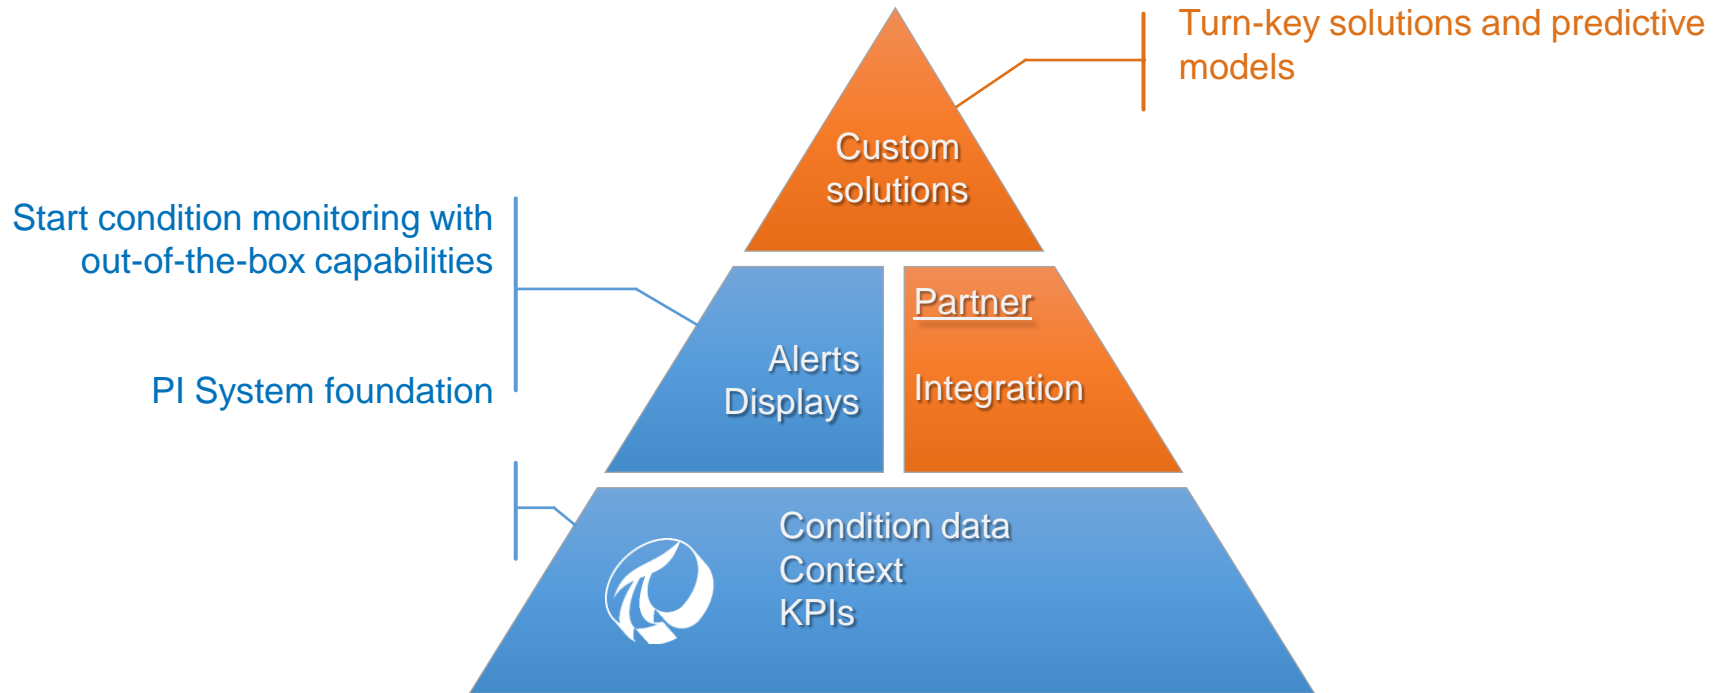 Turn-key solutions and predictive
models
Custom
solutions
Start condition monitoring with
out-of-the-box capabilities
Partner
Alerts
Displays
Integration
PI System foundation
Condition data
Context
KPIs